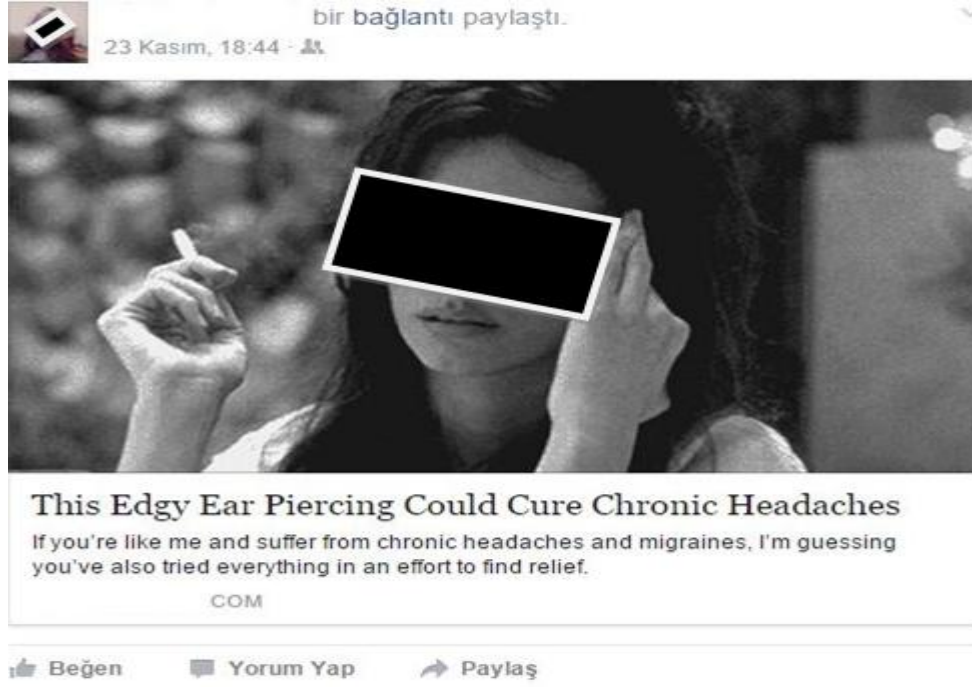 bir bağlantı paylaştı.
23 Kasım, 18:44 ·
This Edgy Ear Piercing Could Cure Chronic Headaches
If you're like me and suffer from chronic headaches and migraines, I'm guessing
you've also tried everything in an effort to find relief.
COM
Beğen Yorum Yap Paylaş